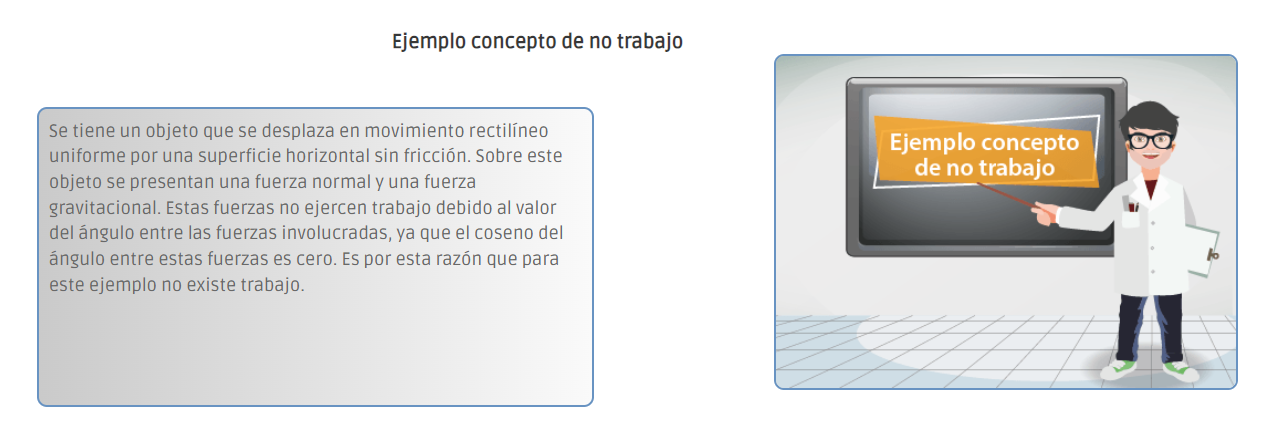 Ejemplo concepto de no trabajo
Se tiene un objeto que se desplaza en movimiento rectilíneo
uniforme por una superficie horizontal sin fricción. Sobre este
objeto se presentan una fuerza normal y una fuerza
gravitacional. Estas fuerzas no ejercen trabajo debido al valor
del ángulo entre las fuerzas involucradas, ya que el coseno del
ángulo entre estas fuerzas es cero. Es por esta razón que para
este ejemplo no existe trabajo.
Ejemplo concepto
de no trabajo